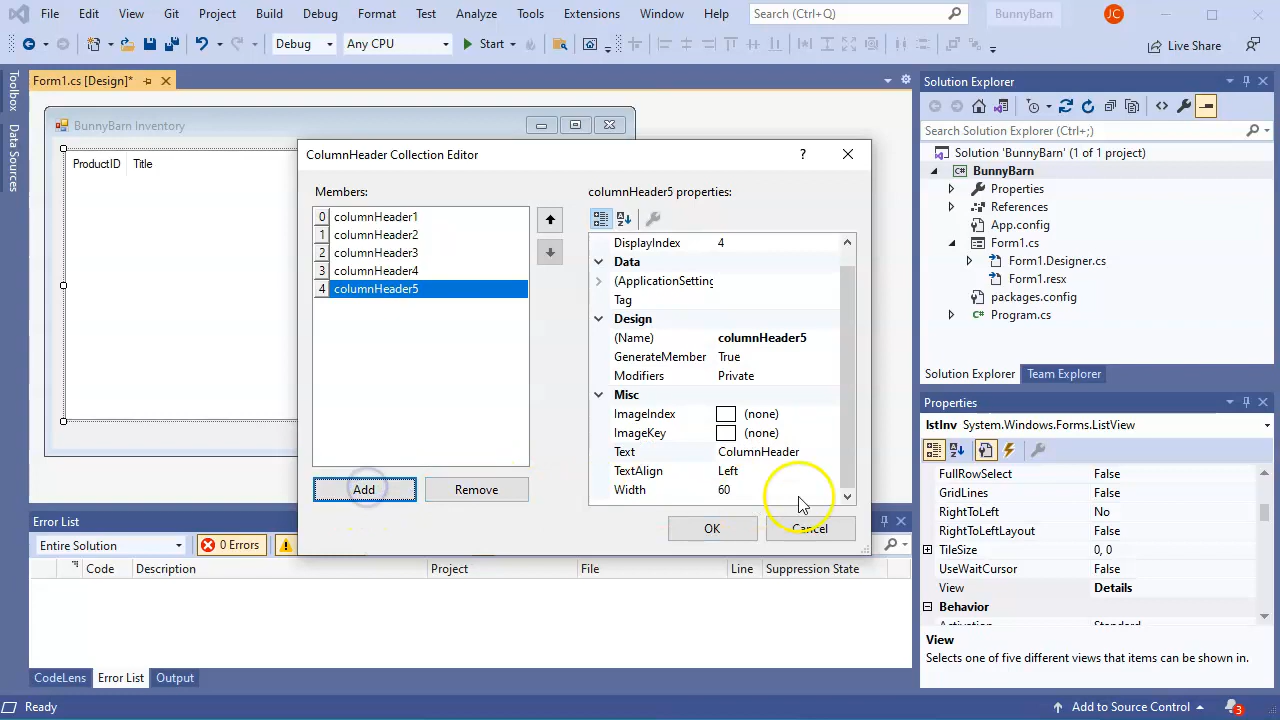 File Edit View Git Project Build Debug Format Test Analyze Tools Extensions Window Help Search (Ctrl+Q) BunnyBarn JC
Debug Any CPU Start Live Share
Toolbox
Data Sources
Form1.cs [Design]*
BunnyBarn Inventory
ProductID Title
ColumnHeader Collection Editor
Members:
0 columnHeader1
1 columnHeader2
2 columnHeader3
3 columnHeader4
4 columnHeader5
Add Remove
columnHeader5 properties:
DisplayIndex 4
Data
(ApplicationSetting
Tag
Design
(Name) columnHeader5
GenerateMember True
Modifiers Private
Misc
ImageIndex (none)
ImageKey (none)
Text ColumnHeader
TextAlign Left
Width 60
OK Cancel
Solution Explorer
Search Solution Explorer (Ctrl+;)
Solution 'BunnyBarn' (1 of 1 project)
BunnyBarn
Properties
References
App.config
Form1.cs
Form1.Designer.cs
Form1.resx
packages.config
Program.cs
Solution Explorer Team Explorer
Properties
lstInv System.Windows.Forms.ListView
FullRowSelect False
GridLines False
RightToLeft No
RightToLeftLayout False
TileSize 0, 0
UseWaitCursor False
View Details
Behavior
Activation Standard
View
Selects one of five different views that items can be shown in.
Error List
Entire Solution 0 Errors
Code Description Project File Line Suppression State
CodeLens Error List Output
Ready Add to Source Control 3